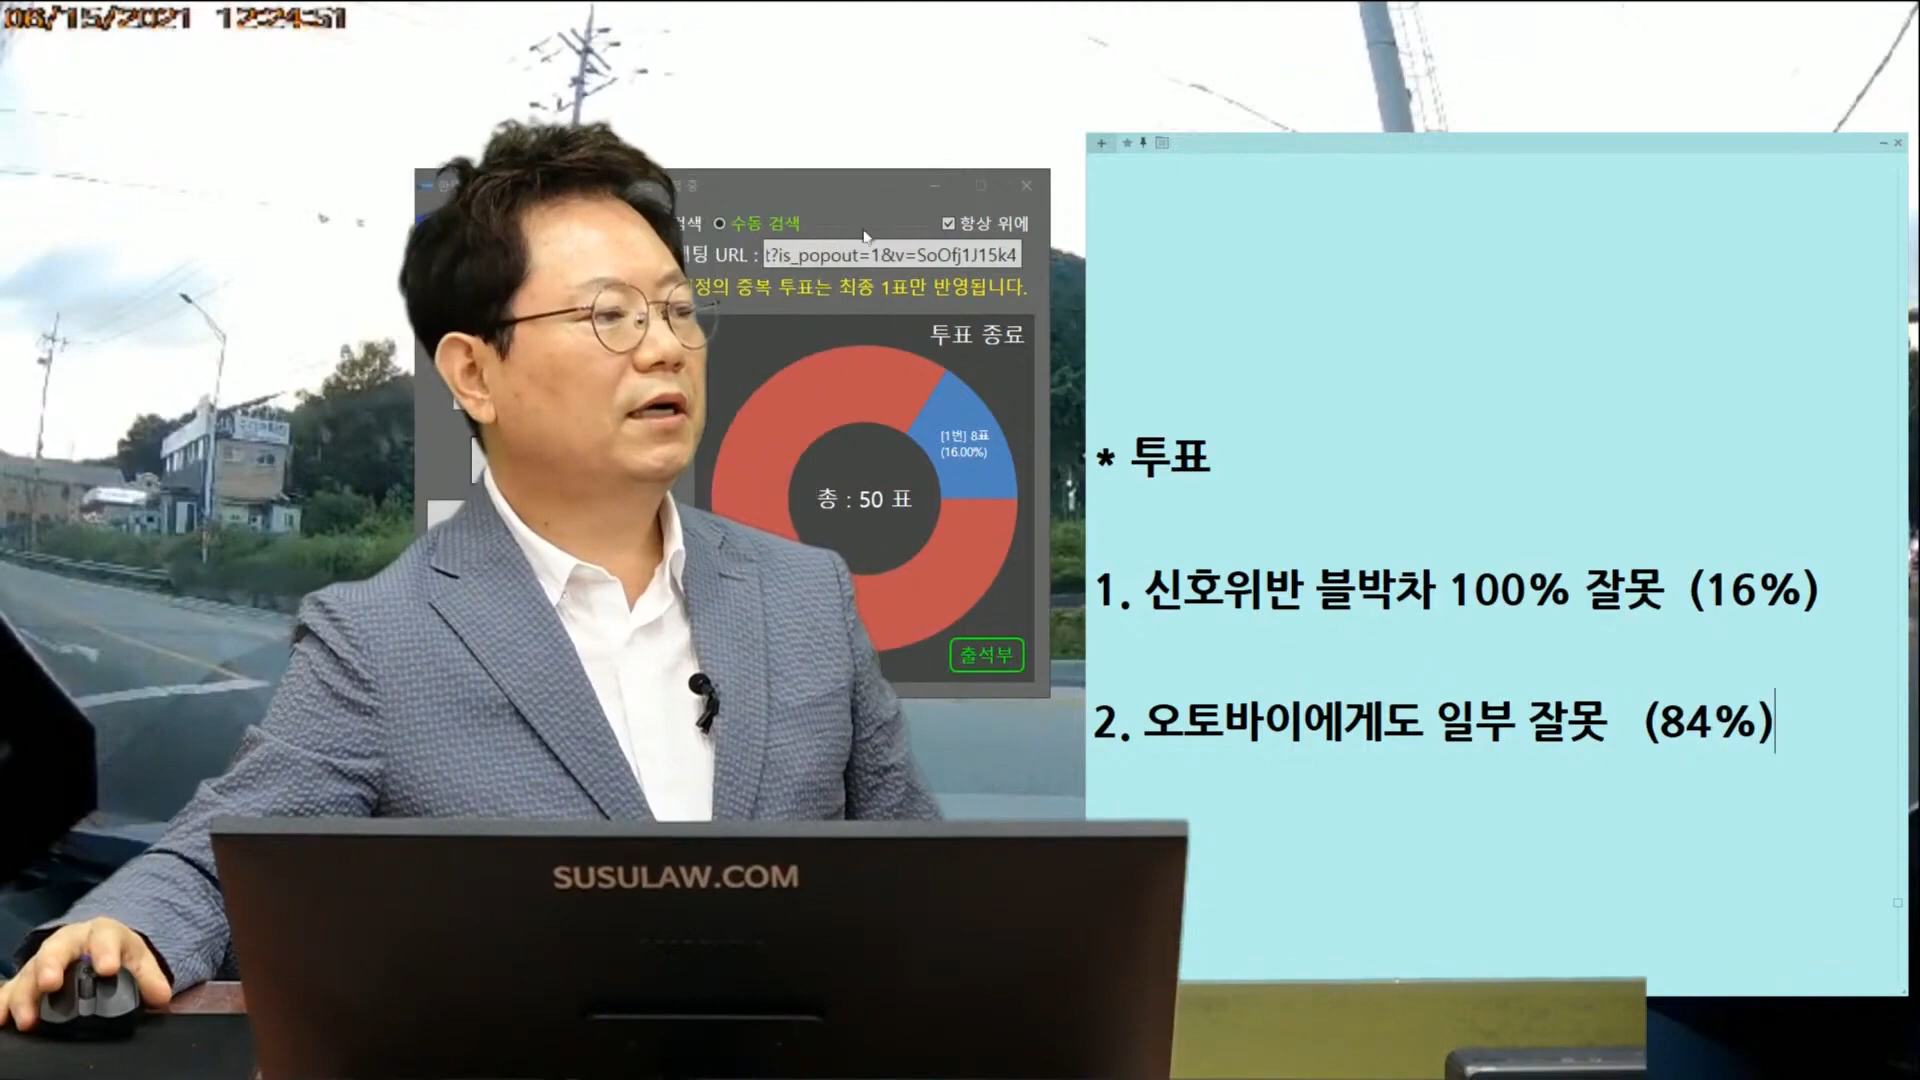 06/15/2021 12:24:51
검색 수동 검색 항상 위에
팅 URL : t?is_popout=1&v=SoOfj1J15k4
정의 중복 투표는 최종 1표만 반영됩니다.
투표 종료
[1번] 8표
(16.00%)
총 : 50 표
출석부
* 투표
1. 신호위반 블박차 100% 잘못 (16%)
2. 오토바이에게도 일부 잘못 (84%)
SUSULAW.COM